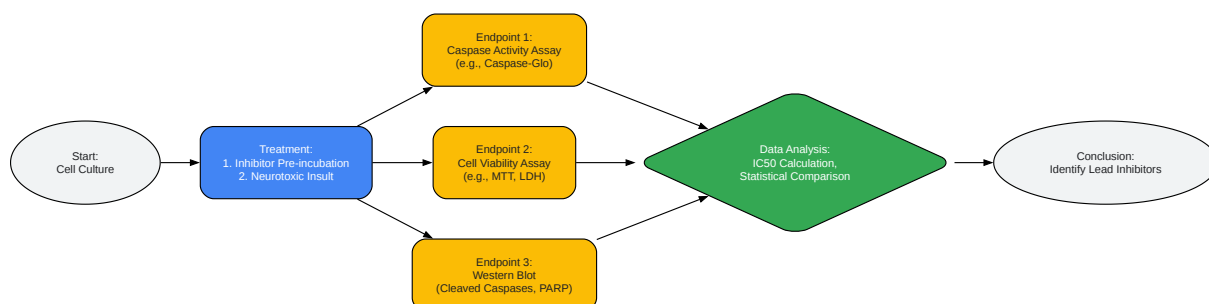 Start:
Cell Culture
Treatment:
1. Inhibitor Pre-incubation
2. Neurotoxic Insult
Endpoint 1:
Caspase Activity Assay
(e.g., Caspase-Glo)
Endpoint 2:
Cell Viability Assay
(e.g., MTT, LDH)
Endpoint 3:
Western Blot
(Cleaved Caspases, PARP)
Data Analysis:
IC50 Calculation,
Statistical Comparison
Conclusion:
Identify Lead Inhibitors